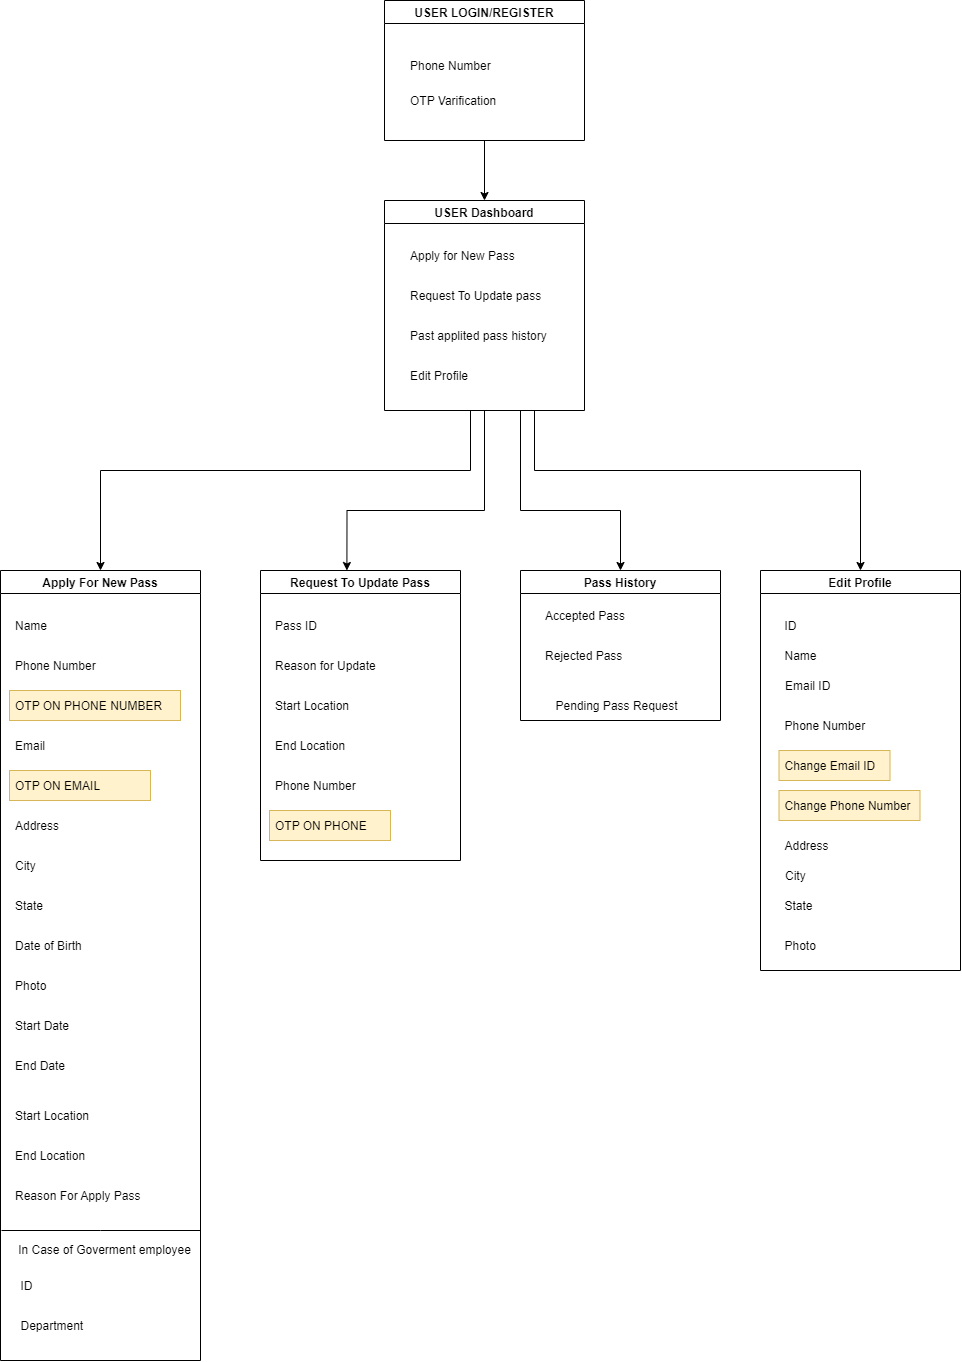 USER LOGIN/REGISTER
Phone Number
OTP Varification
USER Dashboard
Apply for New Pass
Request To Update pass
Past applited pass history
Edit Profile
Apply For New Pass
Name
Phone Number
OTP ON PHONE NUMBER
Email
OTP ON EMAIL
Address
City
State
Date of Birth
Photo
Start Date
End Date
Start Location
End Location
Reason For Apply Pass
In Case of Goverment employee
ID
Department
Request To Update Pass
Pass ID
Reason for Update
Start Location
End Location
Phone Number
OTP ON PHONE
Pass History
Accepted Pass
Rejected Pass
Pending Pass Request
Edit Profile
ID
Name
Email ID
Phone Number
Change Email ID
Change Phone Number
Address
City
State
Photo